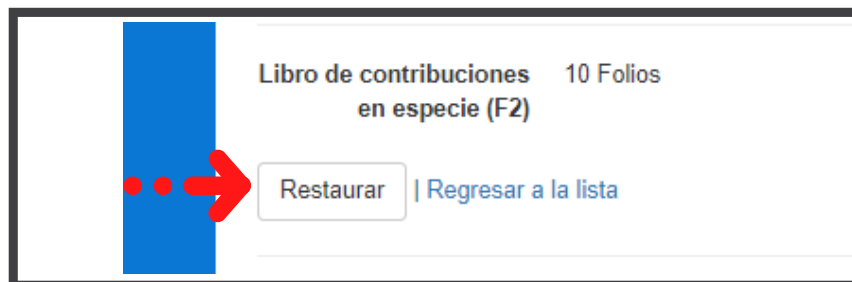 Libro de contribuciones 10 Folios
en especie (F2)
Restaurar | Regresar a la lista